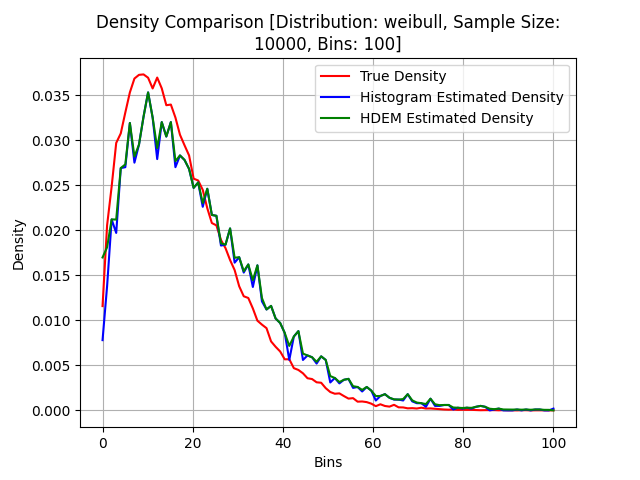 Density Comparison [Distribution: weibull, Sample Size:
10000, Bins: 100]
True Density
Histogram Estimated Density
HDEM Estimated Density
Density
0.035
0.030
0.025
0.020
0.015
0.010
0.005
0.000
0 20 40 60 80 100
Bins